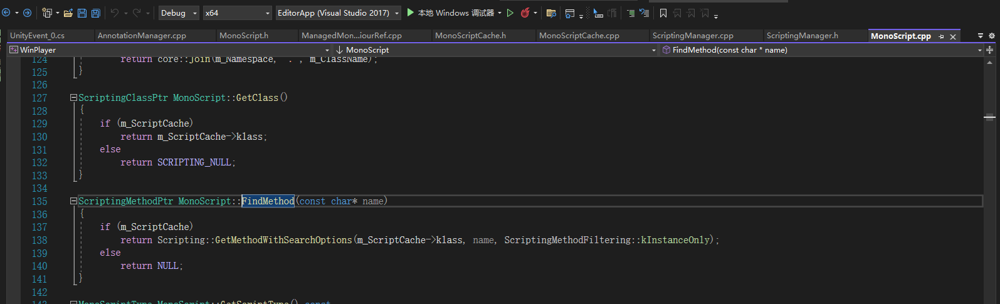 Debug x64 EditorApp (Visual Studio 2017) 本地 Windows 调试器
UnityEvent_0.cs AnnotationManager.cpp MonoScript.h ManagedMon...iourRef.cpp MonoScriptCache.h MonoScriptCache.cpp ScriptingManager.cpp ScriptingManager.h MonoScript.cpp
WinPlayer MonoScript FindMethod(const char * name)
124 return core::Join(m_Namespace, ".", m_ClassName);
125 }
126
127 ScriptingClassPtr MonoScript::GetClass()
128 {
129 if (m_ScriptCache)
130 return m_ScriptCache->klass;
131 else
132 return SCRIPTING_NULL;
133 }
134
135 ScriptingMethodPtr MonoScript::FindMethod(const char* name)
136 {
137 if (m_ScriptCache)
138 return Scripting::GetMethodWithSearchOptions(m_ScriptCache->klass, name, ScriptingMethodFiltering::kInstanceOnly);
139 else
140 return NULL;
141 }
142
143 MonoScriptType MonoScript::GetScriptType() const